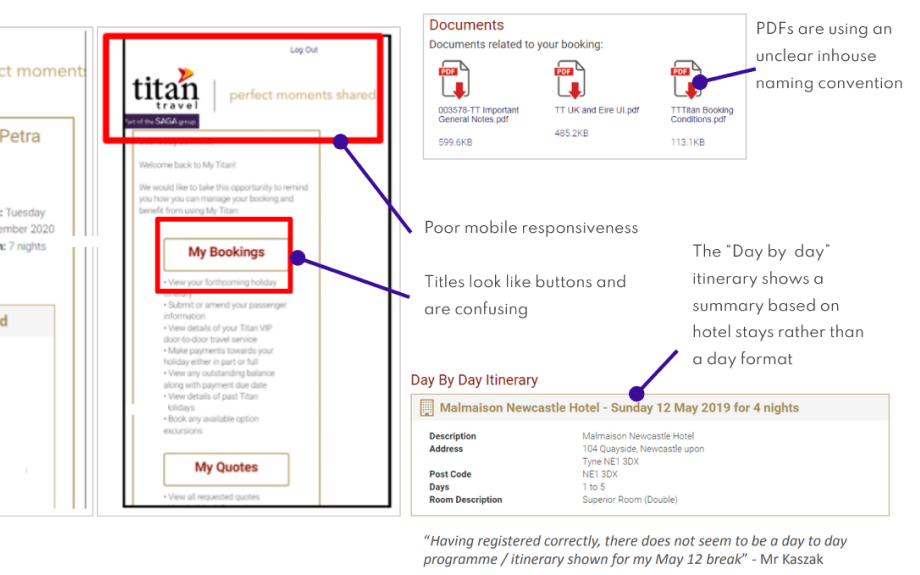 ct moments
Petra
: Tuesday
ember 2020
n: 7 nights
d
Log Out
titan
travel
Part of the SAGA group
perfect moments shared
Welcome back to My Titan!
We would like to take this opportunity to remind
you how you can manage your booking and
benefit from using My Titan:
My Bookings
• View your forthcoming holiday
itinerary
• Submit or amend your passenger
information
• View details of your Titan VIP
door-to-door travel service
• Make payments towards your
holiday either in part or full
• View any outstanding balance
along with payment due date
• View details of past Titan
holidays
• Book any available option
excursions
My Quotes
• View all requested quotes
Documents
Documents related to your booking:
PDF PDF PDF
003578-TT Important
General Notes.pdf
599.6KB
TT UK and Eire UI.pdf
485.2KB
TTTitan Booking
Conditions.pdf
113.1KB
PDFs are using an
unclear inhouse
naming convention
Poor mobile responsiveness
Titles look like buttons and
are confusing
The “Day by day”
itinerary shows a
summary based on
hotel stays rather than
a day format
Day By Day Itinerary
Malmaison Newcastle Hotel - Sunday 12 May 2019 for 4 nights
Description Malmaison Newcastle Hotel
Address 104 Quayside, Newcastle upon
Tyne NE1 3DX
Post Code NE1 3DX
Days 1 to 5
Room Description Superior Room (Double)
“Having registered correctly, there does not seem to be a day to day
programme / itinerary shown for my May 12 break” - Mr Kaszak